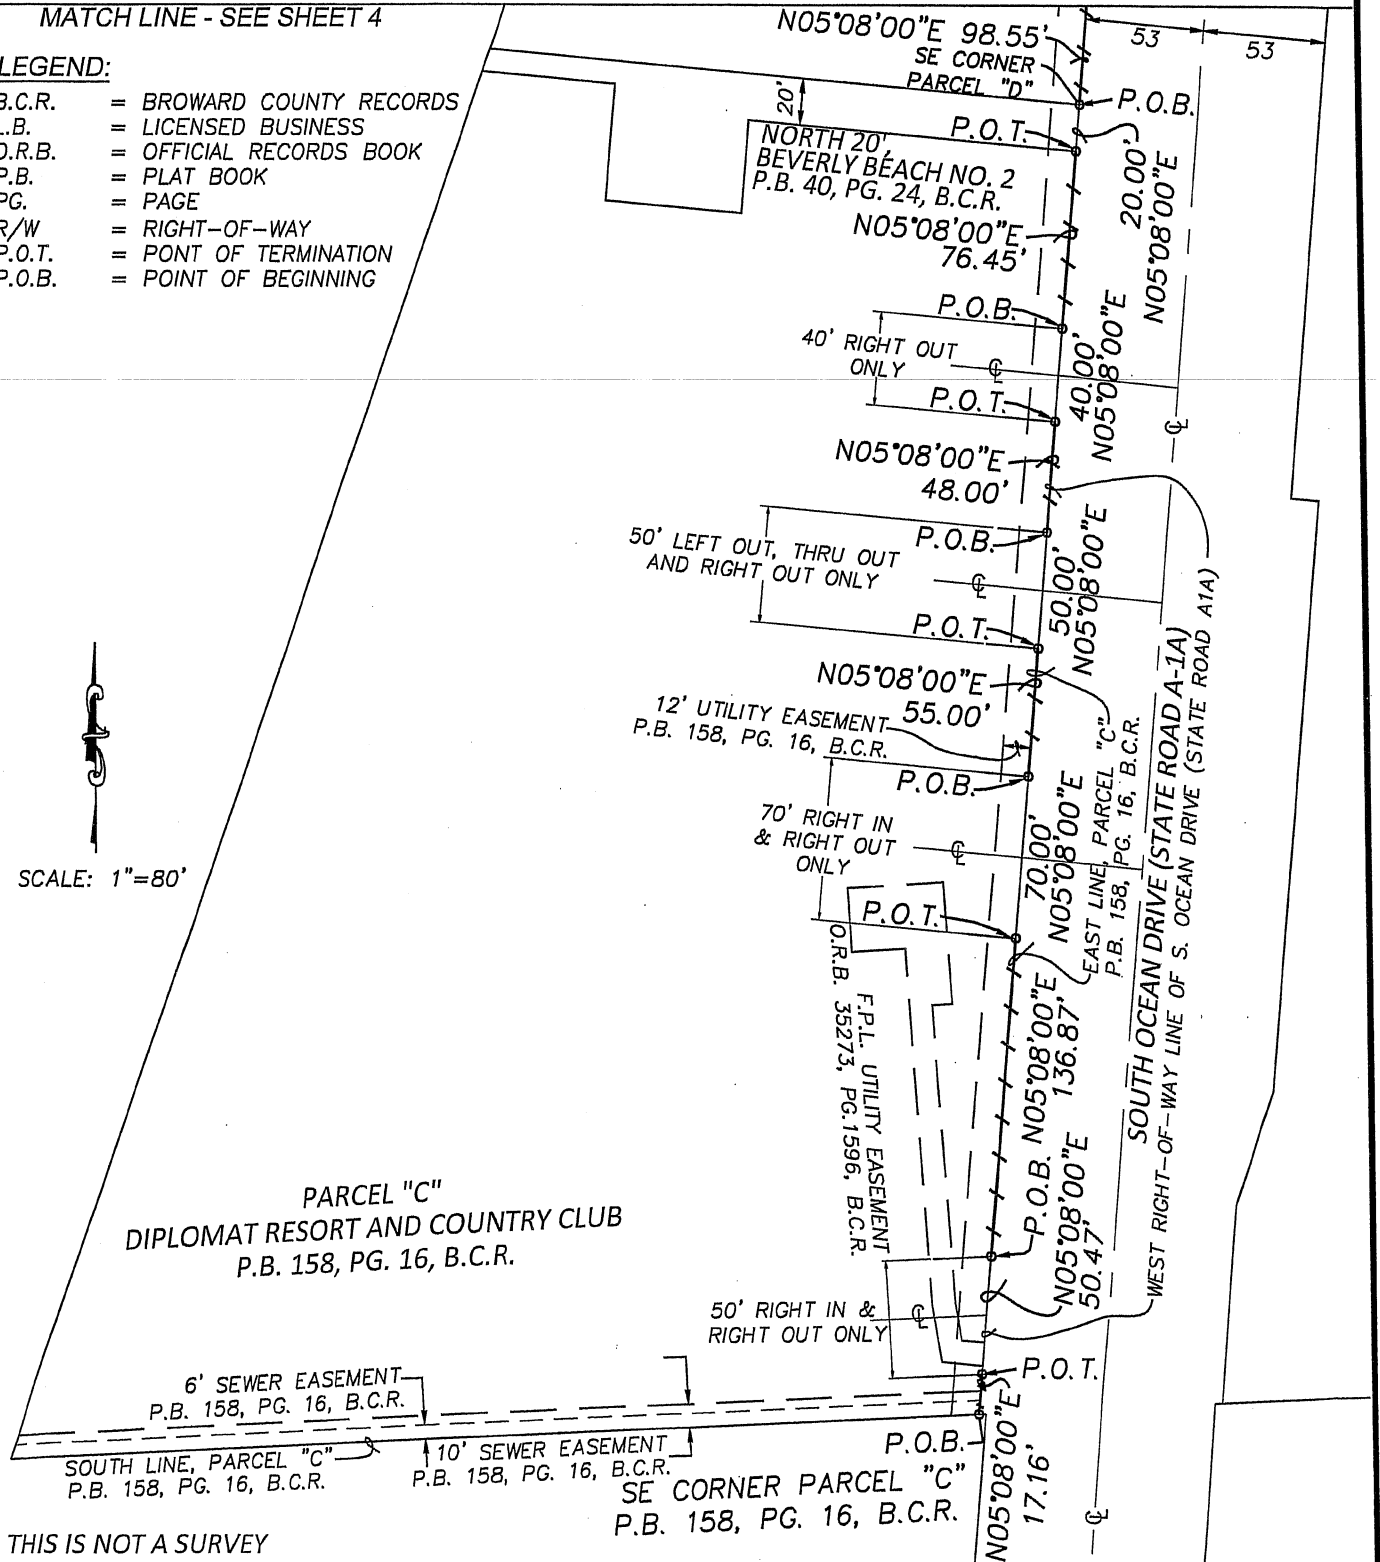 MATCH LINE - SEE SHEET 4
LEGEND:
B.C.R. = BROWARD COUNTY RECORDS
L.B. = LICENSED BUSINESS
O.R.B. = OFFICIAL RECORDS BOOK
P.B. = PLAT BOOK
PG. = PAGE
R/W = RIGHT-OF-WAY
P.O.T. = PONT OF TERMINATION
P.O.B. = POINT OF BEGINNING
N05°08'00"E 98.55'
SE CORNER
PARCEL "D"
53
53
P.O.B.
20'
P.O.T.
NORTH 20',
BEVERLY BEACH NO. 2
P.B. 40, PG. 24, B.C.R.
20.00'
N05°08'00"E
N05°08'00"E
76.45'
P.O.B.
40' RIGHT OUT
ONLY
℄
P.O.T.
40.00'
N05°08'00"E
℄
N05°08'00"E
48.00'
P.O.B.
50' LEFT OUT, THRU OUT
AND RIGHT OUT ONLY
℄
50.00'
N05°08'00"E
P.O.T.
N05°08'00"E
55.00'
12' UTILITY EASEMENT
P.B. 158, PG. 16, B.C.R.
P.O.B.
70' RIGHT IN
& RIGHT OUT
ONLY
℄
70.00'
N05°08'00"E
EAST LINE, PARCEL "C"
P.B. 158, PG. 16, B.C.R.
SOUTH OCEAN DRIVE (STATE ROAD A-1A)
WEST RIGHT-OF-WAY LINE OF S. OCEAN DRIVE (STATE ROAD A1A)
SCALE: 1"=80'
P.O.T.
F.P.L. UTILITY EASEMENT
O.R.B. 35273, PG.1596, B.C.R.
N05°08'00"E
136.87'
P.O.B.
N05°08'00"E
50.47'
PARCEL "C"
DIPLOMAT RESORT AND COUNTRY CLUB
P.B. 158, PG. 16, B.C.R.
50' RIGHT IN &
RIGHT OUT ONLY
℄
P.O.T.
6' SEWER EASEMENT
P.B. 158, PG. 16, B.C.R.
SOUTH LINE, PARCEL "C"
P.B. 158, PG. 16, B.C.R.
10' SEWER EASEMENT
P.B. 158, PG. 16, B.C.R.
P.O.B.
SE CORNER PARCEL "C"
P.B. 158, PG. 16, B.C.R.
N05°08'00"E
17.16'
℄
THIS IS NOT A SURVEY